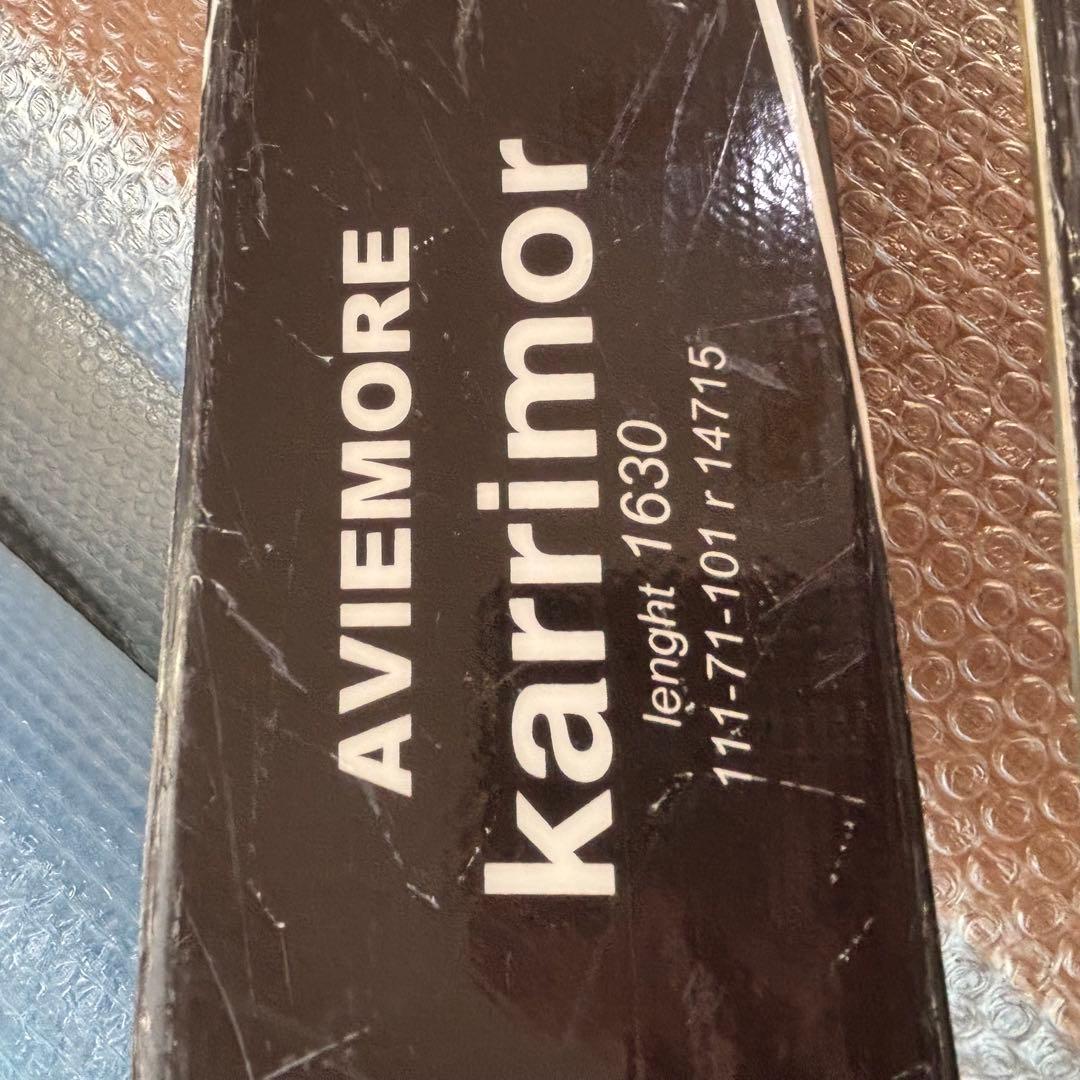 AVIEMORE
karrimor
lenght 1630
111-71-101 r 14715